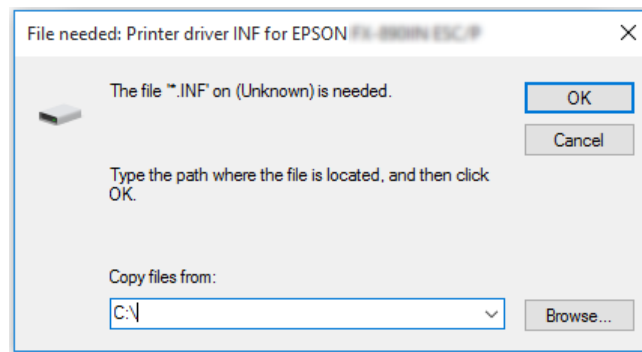 File needed: Printer driver INF for EPSON
The file '*.INF' on (Unknown) is needed.
OK
Cancel
Type the path where the file is located, and then click
OK.
Copy files from:
C:\
Browse...